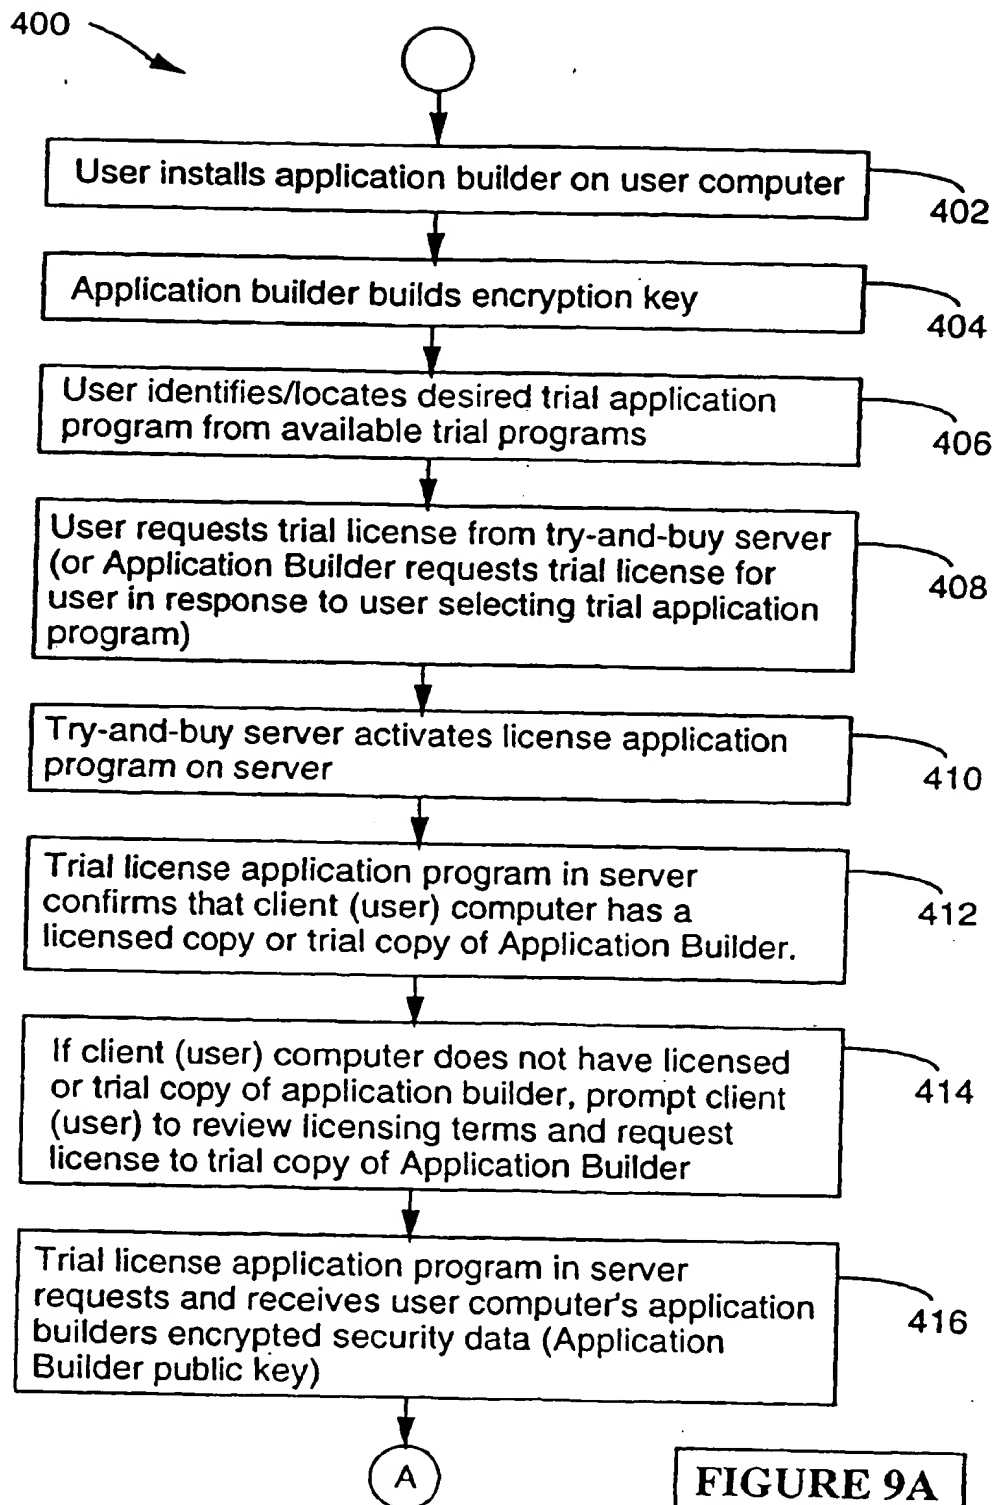 400
User installs application builder on user computer
402
Application builder builds encryption key
404
User identifies/locates desired trial application
program from available trial programs
406
User requests trial license from try-and-buy server
(or Application Builder requests trial license for
user in response to user selecting trial application
program)
408
Try-and-buy server activates license application
program on server
410
Trial license application program in server
confirms that client (user) computer has a
licensed copy or trial copy of Application Builder.
412
If client (user) computer does not have licensed
or trial copy of application builder, prompt client
(user) to review licensing terms and request
license to trial copy of Application Builder
414
Trial license application program in server
requests and receives user computer's application
builders encrypted security data (Application
Builder public key)
416
A
FIGURE 9A